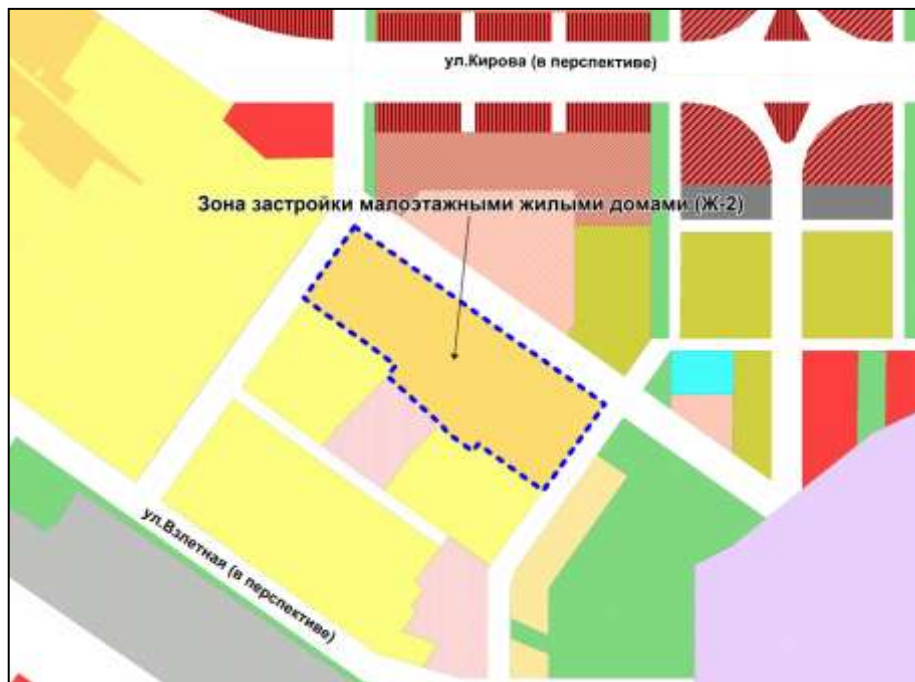 ул.Кирова (в перспективе)
Зона застройки малоэтажными жилыми домами (Ж-2)
ул.Взлетная (в перспективе)